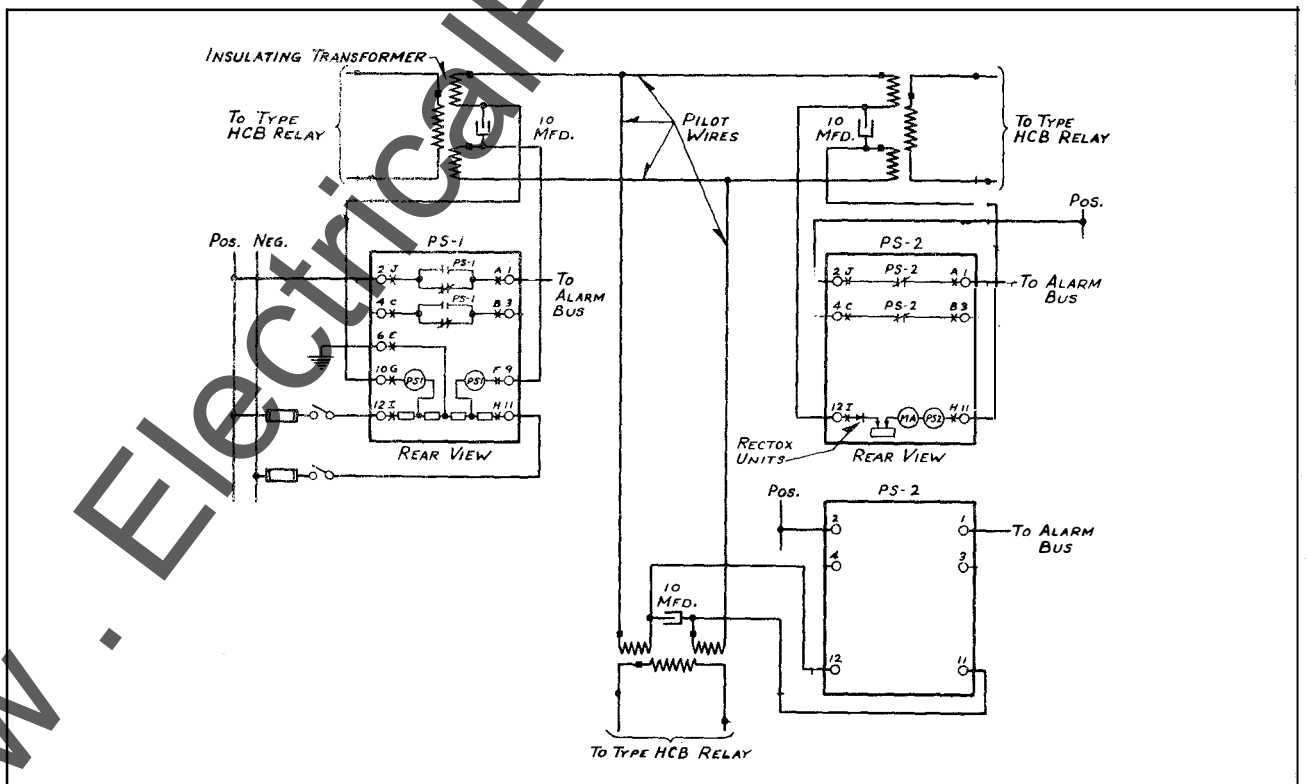 INSULATING TRANSFORMER
TO TYPE
HCB RELAY
10
MFD.
PILOT
WIRES
10
MFD.
TO TYPE
HCB RELAY
POS. NEG.
PS-1
2 J PS-1 A 1
TO
ALARM
BUS
4 C PS-1 B 3
6 E
10 G PS1 PS1 F 9
12 I H 11
REAR VIEW
POS.
PS-2
2 J PS-2 A 1
TO ALARM
BUS
4 C PS-2 B 3
12 I MA PS2 H 11
RECTOX
UNITS
REAR VIEW
POS.
PS-2
2 1
TO ALARM
BUS
4 3
12 11
10
MFD.
TO TYPE HCB RELAY
w . Electrical